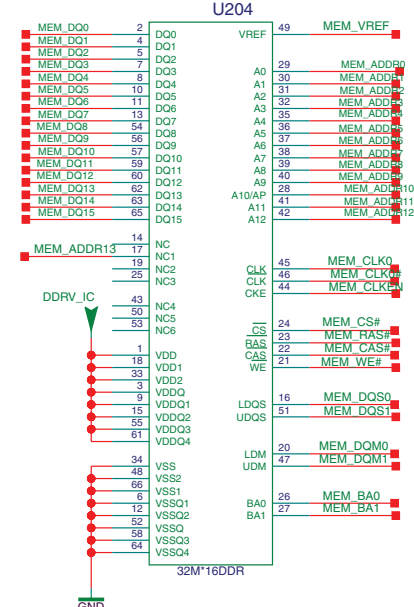 U204
MEM_DQ0 2 DQ0 VREF 49 MEM_VREF
MEM_DQ1 4 DQ1
MEM_DQ2 5 DQ2
MEM_DQ3 7 DQ3 A0 29 MEM_ADDR0
MEM_DQ4 8 DQ4 A1 30 MEM_ADDR1
MEM_DQ5 10 DQ5 A2 31 MEM_ADDR2
MEM_DQ6 11 DQ6 A3 32 MEM_ADDR3
MEM_DQ7 13 DQ7 A4 35 MEM_ADDR4
MEM_DQ8 54 DQ8 A5 36 MEM_ADDR5
MEM_DQ9 56 DQ9 A6 37 MEM_ADDR6
MEM_DQ10 57 DQ10 A7 38 MEM_ADDR7
MEM_DQ11 59 DQ11 A8 39 MEM_ADDR8
MEM_DQ12 60 DQ12 A9 40 MEM_ADDR9
MEM_DQ13 62 DQ13 A10/AP 28 MEM_ADDR10
MEM_DQ14 63 DQ14 A11 41 MEM_ADDR11
MEM_DQ15 65 DQ15 A12 42 MEM_ADDR12
14 NC
MEM_ADDR13 17 NC1
19 NC2 CLK 45 MEM_CLK0
25 NC3 CLK 46 MEM_CLK0#
CKE 44 MEM_CLKEN
DDRV_IC
43 NC4
50 NC5
53 NC6 CS 24 MEM_CS#
RAS 23 MEM_RAS#
1 VDD CAS 22 MEM_CAS#
18 VDD1 WE 21 MEM_WE#
33 VDD2
3 VDDQ
9 VDDQ1 LDQS 16 MEM_DQS0
15 VDDQ2 UDQS 51 MEM_DQS1
55 VDDQ3
61 VDDQ4
LDM 20 MEM_DQM0
34 VSS UDM 47 MEM_DQM1
48 VSS2
66 VSS1
6 VSSQ1 BA0 26 MEM_BA0
12 VSSQ2 BA1 27 MEM_BA1
52 VSSQ
58 VSSQ3
64 VSSQ4
32M*16DDR
GND